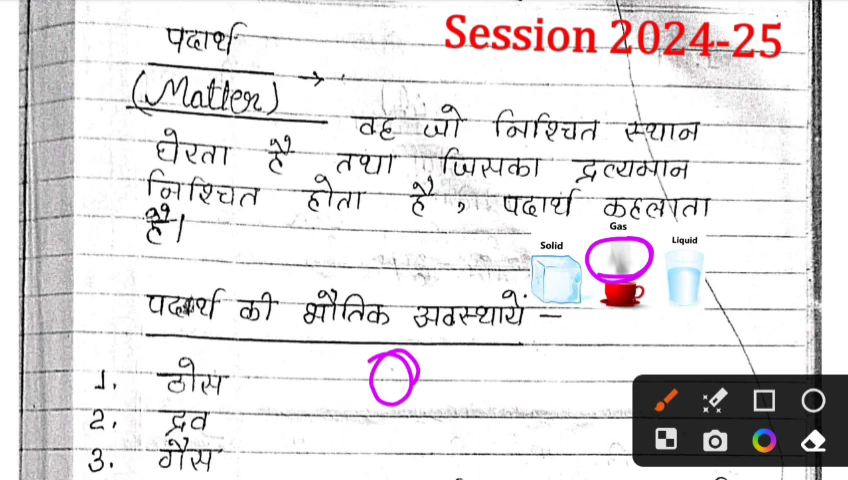 Session 2024-25
पदार्थ
(Matter) →
वह जो निश्चित स्थान
घेरता है तथा जिसका द्रव्यमान
निश्चित होता है, पदार्थ कहलाता
है।
Solid Gas Liquid
पदार्थ की भौतिक अवस्थायें –
1. ठोस
2. द्रव
3. गैस